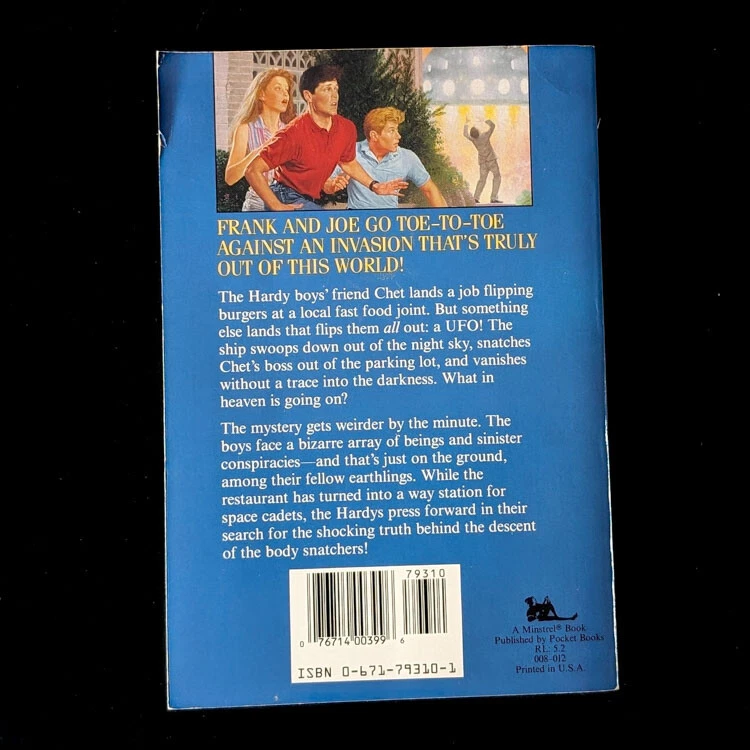 FRANK AND JOE GO TOE-TO-TOE
AGAINST AN INVASION THAT'S TRULY
OUT OF THIS WORLD!
The Hardy boys' friend Chet lands a job flipping
burgers at a local fast food joint. But something
else lands that flips them all out: a UFO! The
ship swoops down out of the night sky, snatches
Chet's boss out of the parking lot, and vanishes
without a trace into the darkness. What in
heaven is going on?
The mystery gets weirder by the minute. The
boys face a bizarre array of beings and sinister
conspiracies—and that's just on the ground,
among their fellow earthlings. While the
restaurant has turned into a way station for
space cadets, the Hardys press forward in their
search for the shocking truth behind the descent
of the body snatchers!
79310
0 76714 00399 6
ISBN 0-671-79310-1
A Minstrel® Book
Published by Pocket Books
RL: 5.2
008-012
Printed in U.S.A.